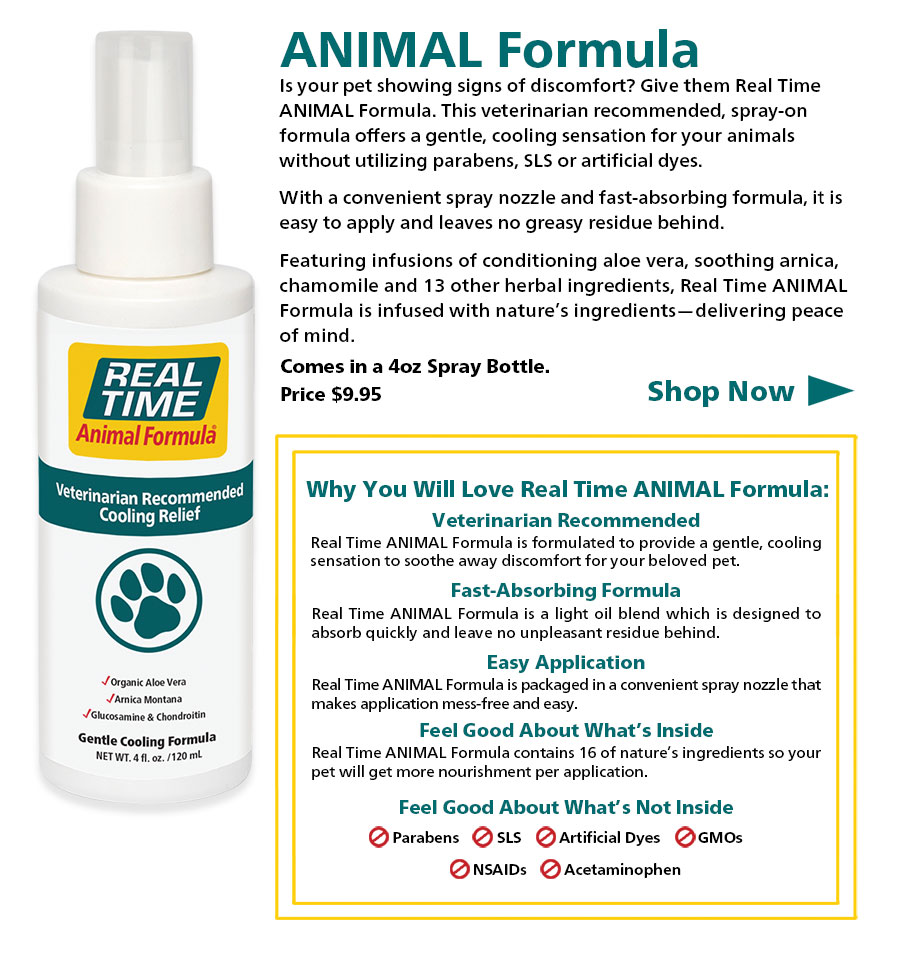 ANIMAL Formula
Is your pet showing signs of discomfort? Give them Real Time
ANIMAL Formula. This veterinarian recommended, spray-on
formula offers a gentle, cooling sensation for your animals
without utilizing parabens, SLS or artificial dyes.
With a convenient spray nozzle and fast-absorbing formula, it is
easy to apply and leaves no greasy residue behind.
Featuring infusions of conditioning aloe vera, soothing arnica,
chamomile and 13 other herbal ingredients, Real Time ANIMAL
Formula is infused with nature’s ingredients—delivering peace
of mind.
Comes in a 4oz Spray Bottle.
Price $9.95
Shop Now
REAL
TIME
Animal Formula®
Veterinarian Recommended
Cooling Relief
✓Organic Aloe Vera
✓Arnica Montana
✓Glucosamine & Chondroitin
Gentle Cooling Formula
NET WT. 4 fl. oz. /120 mL
Why You Will Love Real Time ANIMAL Formula:
Veterinarian Recommended
Real Time ANIMAL Formula is formulated to provide a gentle, cooling
sensation to soothe away discomfort for your beloved pet.
Fast-Absorbing Formula
Real Time ANIMAL Formula is a light oil blend which is designed to
absorb quickly and leave no unpleasant residue behind.
Easy Application
Real Time ANIMAL Formula is packaged in a convenient spray nozzle that
makes application mess-free and easy.
Feel Good About What’s Inside
Real Time ANIMAL Formula contains 16 of nature’s ingredients so your
pet will get more nourishment per application.
Feel Good About What’s Not Inside
Parabens SLS Artificial Dyes GMOs
NSAIDs Acetaminophen